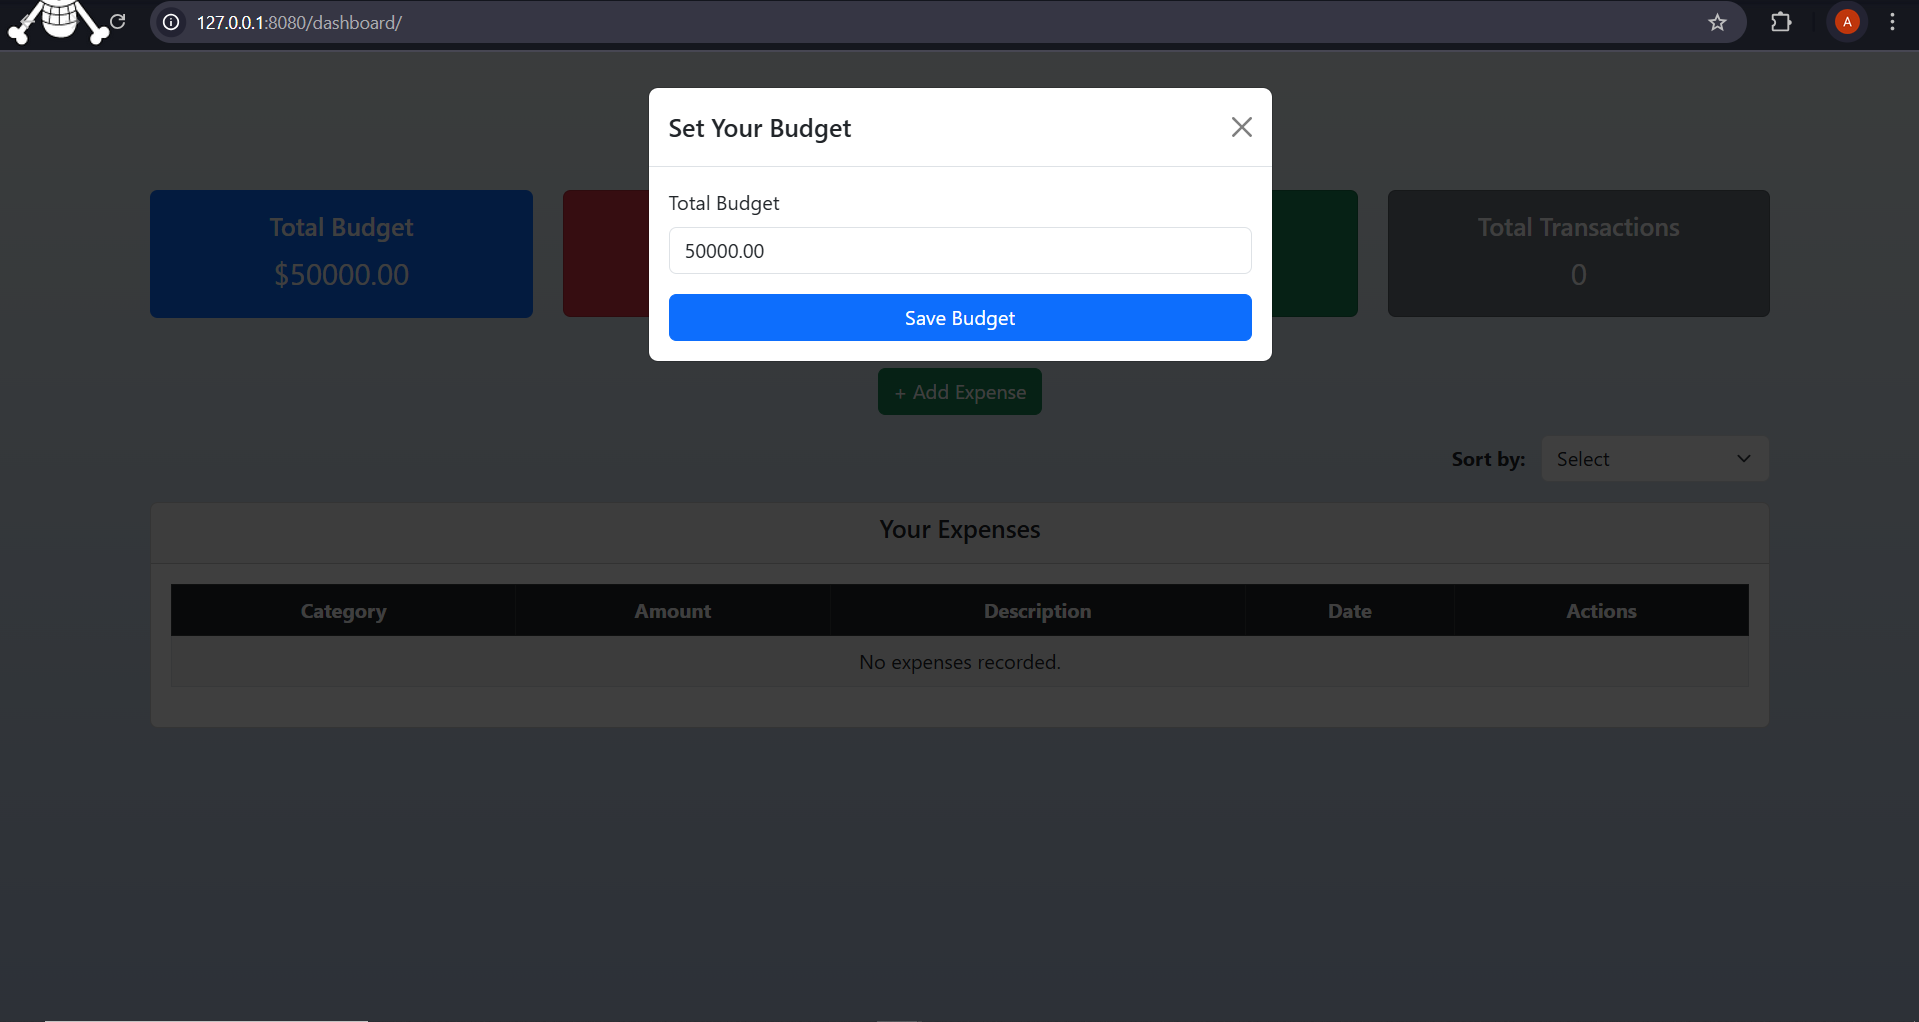 127.0.0.1:8080/dashboard/
A
Set Your Budget
Total Budget
50000.00
Save Budget
Total Budget
$50000.00
Total Transactions
0
+ Add Expense
Sort by: Select
Your Expenses
Category Amount Description Date Actions
No expenses recorded.